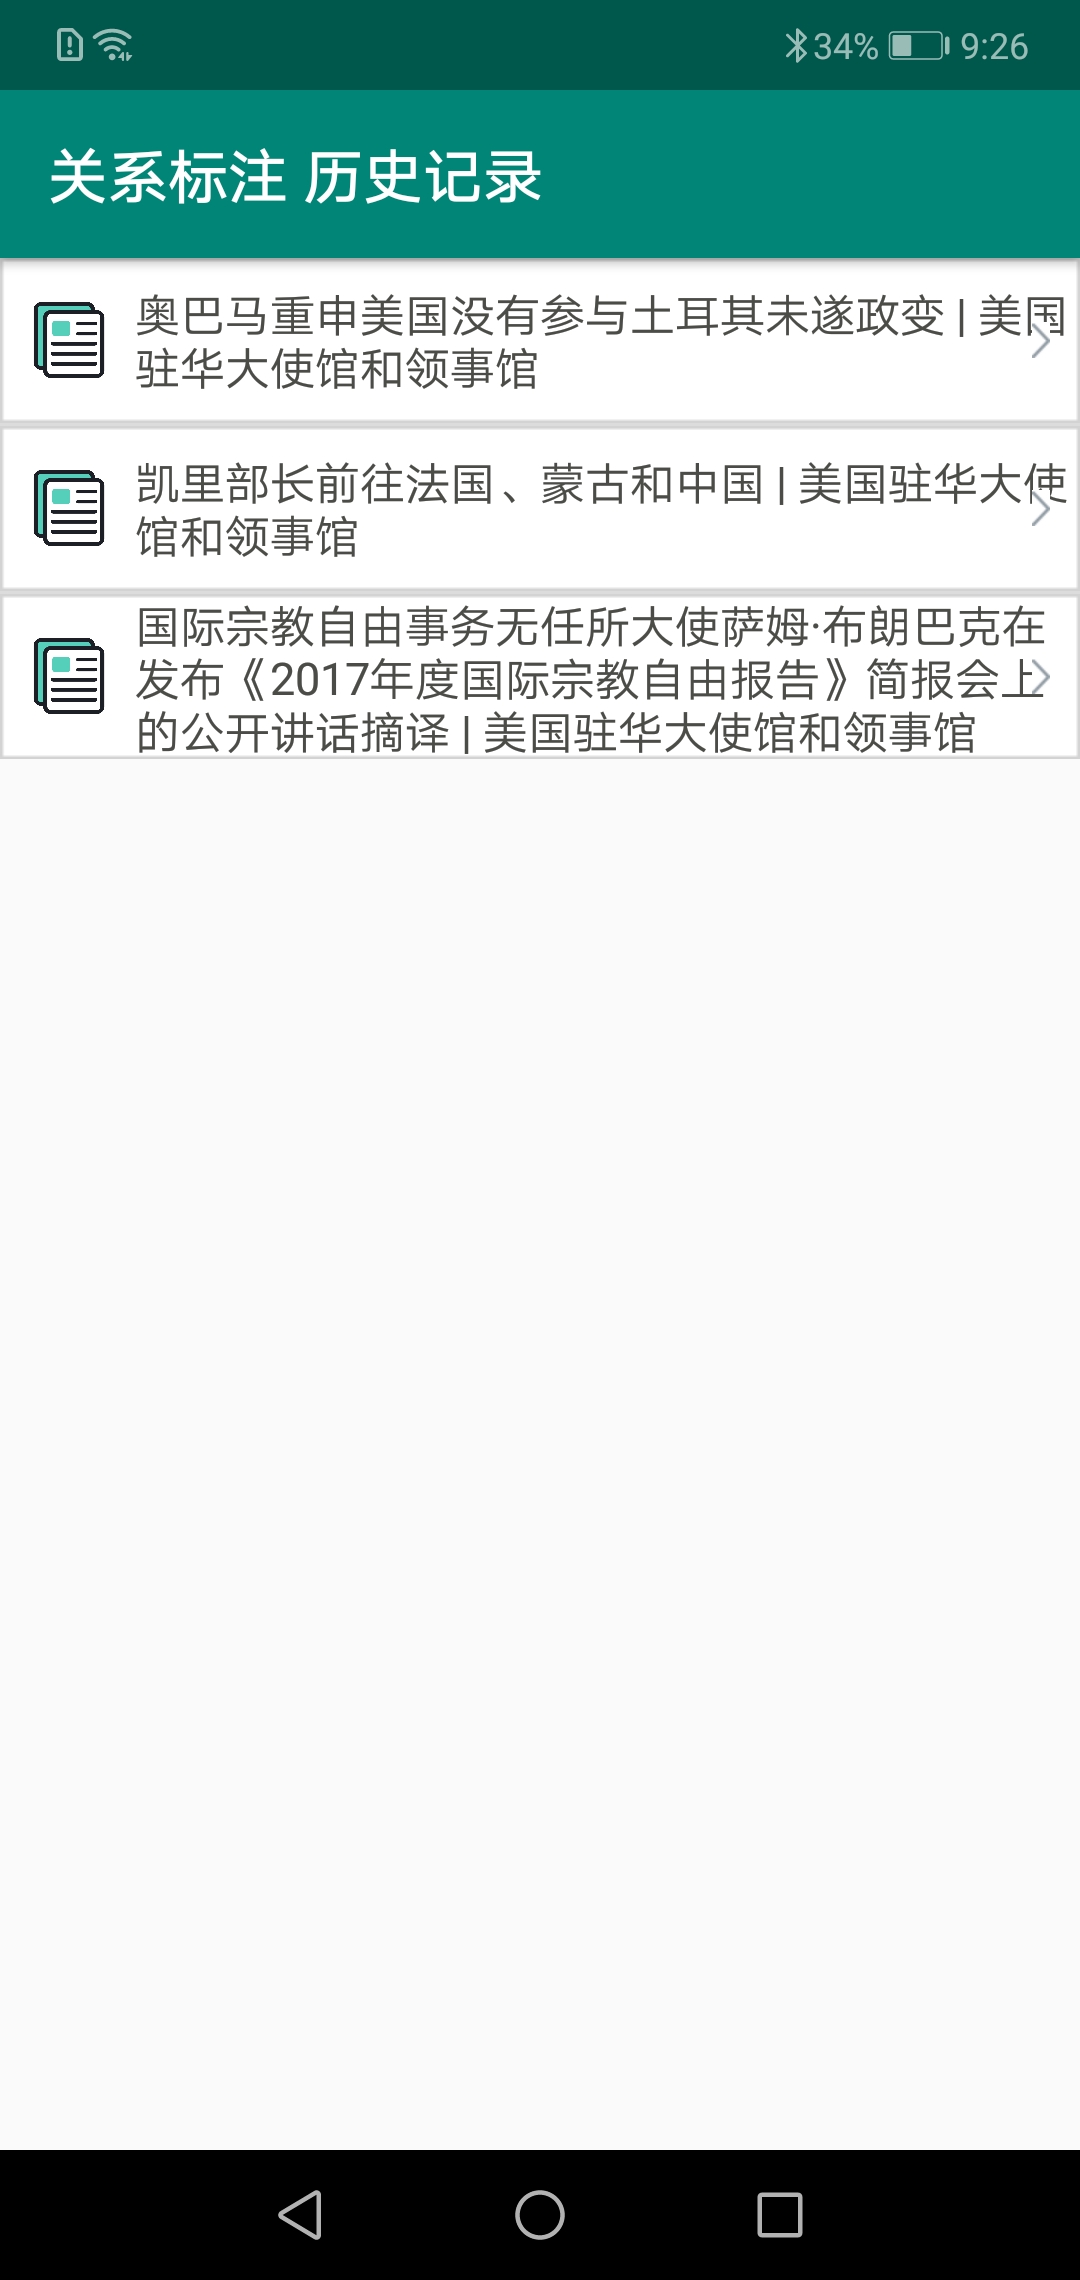 34% 9:26
关系标注 历史记录
奥巴马重申美国没有参与土耳其未遂政变 | 美国
驻华大使馆和领事馆
凯里部长前往法国、蒙古和中国 | 美国驻华大使
馆和领事馆
国际宗教自由事务无任所大使萨姆·布朗巴克在
发布《2017年度国际宗教自由报告》简报会上
的公开讲话摘译 | 美国驻华大使馆和领事馆